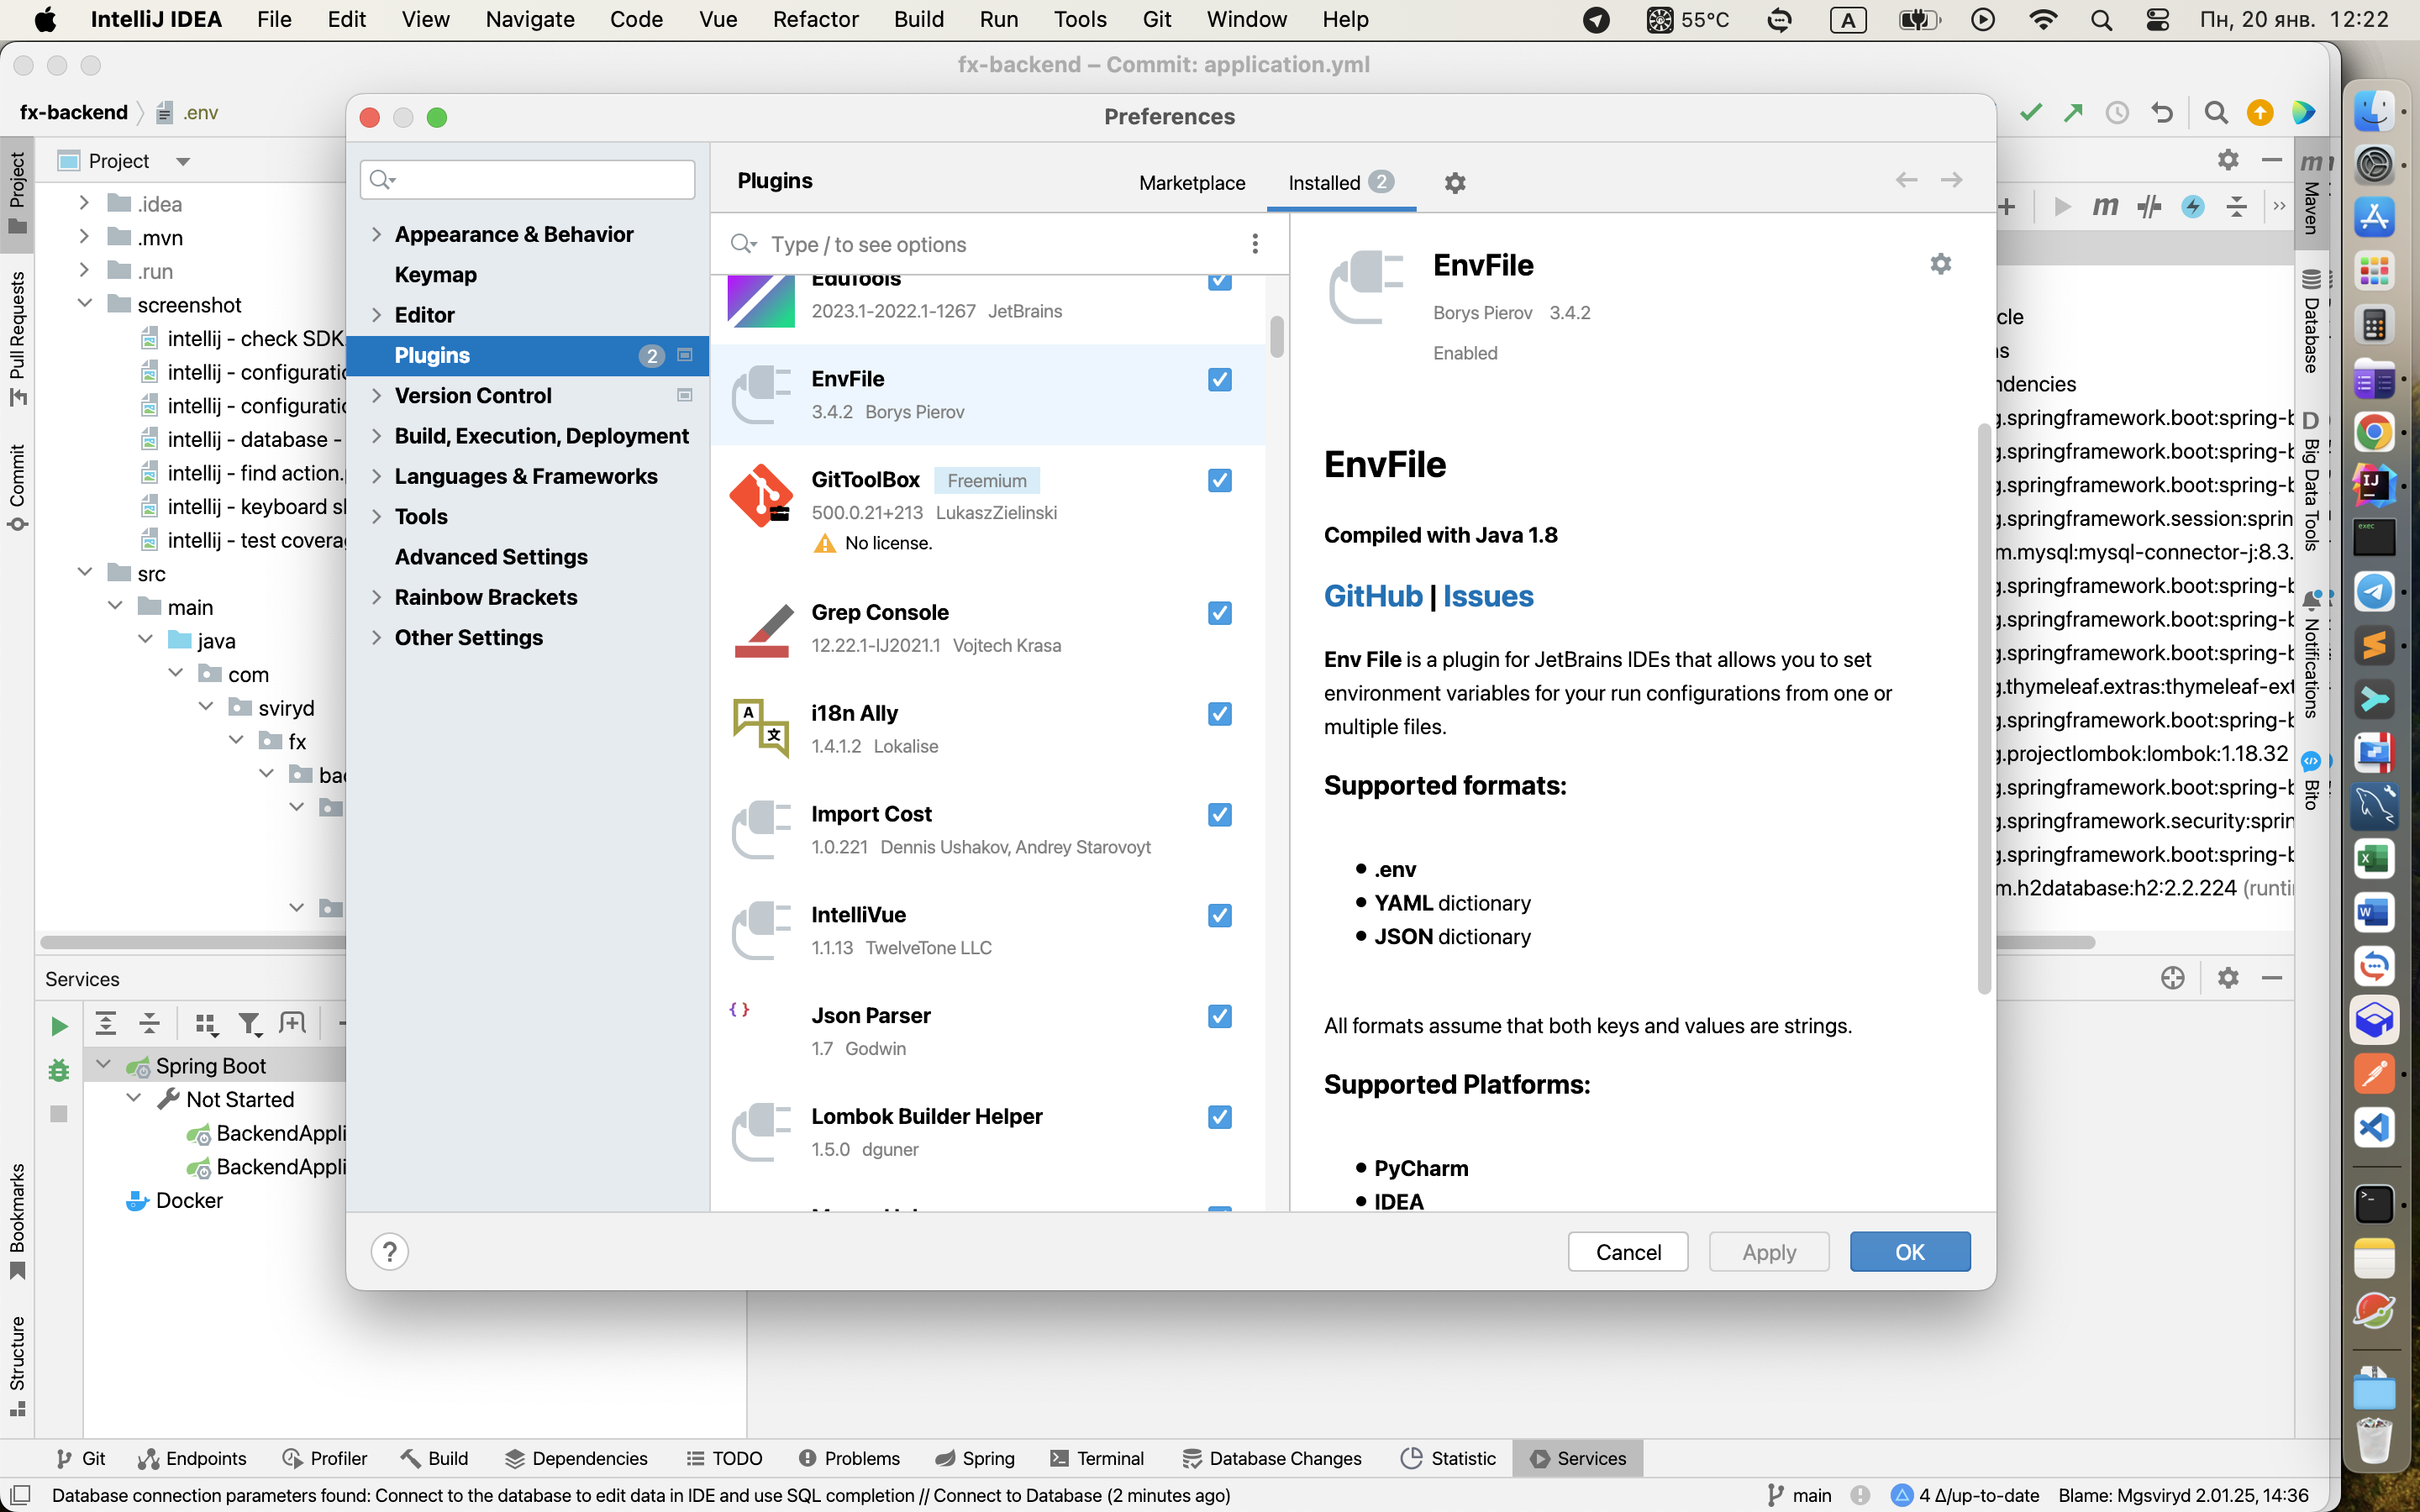 IntelliJ IDEA File Edit View Navigate Code Vue Refactor Build Run Tools Git Window Help 55°C A Пн, 20 янв. 12:22
fx-backend – Commit: application.yml
fx-backend .env
Preferences
Project
Pull Requests
Commit
Bookmarks
Structure
Project
.idea
.mvn
.run
screenshot
intellij - check SDK
intellij - configuratio
intellij - configuratio
intellij - database -
intellij - find action.
intellij - keyboard sl
intellij - test covera
src
main
java
com
sviryd
fx
bac
Services
Spring Boot
Not Started
BackendAppli
BackendAppli
Docker
Appearance & Behavior
Keymap
Editor
Plugins 2
Version Control
Build, Execution, Deployment
Languages & Frameworks
Tools
Advanced Settings
Rainbow Brackets
Other Settings
Plugins Marketplace Installed 2
Type / to see options
EduTools
2023.1-2022.1-1267 JetBrains
EnvFile
3.4.2 Borys Pierov
GitToolBox Freemium
500.0.21+213 LukaszZielinski
No license.
Grep Console
12.22.1-IJ2021.1 Vojtech Krasa
i18n Ally
1.4.1.2 Lokalise
Import Cost
1.0.221 Dennis Ushakov, Andrey Starovoyt
IntelliVue
1.1.13 TwelveTone LLC
Json Parser
1.7 Godwin
Lombok Builder Helper
1.5.0 dguner
EnvFile
Borys Pierov 3.4.2
Enabled
EnvFile
Compiled with Java 1.8
GitHub | Issues
Env File is a plugin for JetBrains IDEs that allows you to set
environment variables for your run configurations from one or
multiple files.
Supported formats:
.env
YAML dictionary
JSON dictionary
All formats assume that both keys and values are strings.
Supported Platforms:
PyCharm
IDEA
? Cancel Apply OK
m
cle
ns
ndencies
g.springframework.boot:spring-b
g.springframework.boot:spring-b
g.springframework.boot:spring-b
g.springframework.session:sprin
m.mysql:mysql-connector-j:8.3.
g.springframework.boot:spring-b
g.springframework.boot:spring-b
g.springframework.boot:spring-b
g.thymeleaf.extras:thymeleaf-ext
g.springframework.boot:spring-b
g.projectlombok:lombok:1.18.32
g.springframework.boot:spring-b
g.springframework.security:sprin
g.springframework.boot:spring-b
m.h2database:h2:2.2.224 (runti
Maven
Database
D Big Data Tools
Notifications
Bito
Git Endpoints Profiler Build Dependencies TODO Problems Spring Terminal Database Changes Statistic Services
Database connection parameters found: Connect to the database to edit data in IDE and use SQL completion // Connect to Database (2 minutes ago) main 4 Δ/up-to-date Blame: Mgsviryd 2.01.25, 14:36